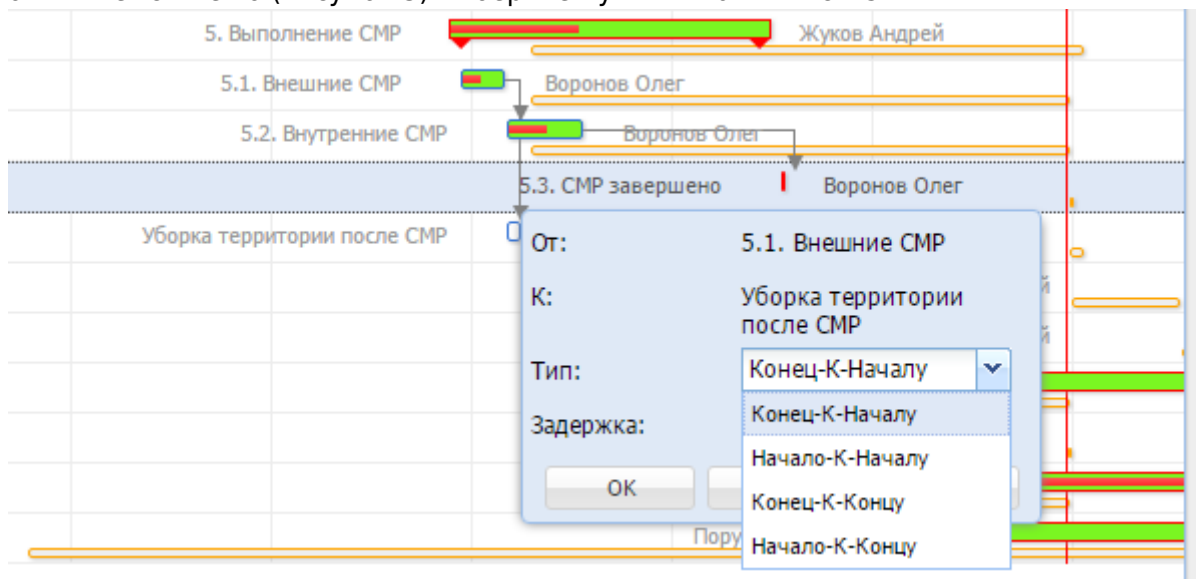 5. Выполнение СМР
Жуков Андрей
5.1. Внешние СМР
Воронов Олег
5.2. Внутренние СМР
Воронов Олег
5.3. СМР завершено
Воронов Олег
Уборка территории после СМР
От:
5.1. Внешние СМР
К:
Уборка территории
после СМР
Тип:
Конец-К-Началу
Конец-К-Началу
Задержка:
Начало-К-Началу
OK
Конец-К-Концу
Начало-К-Концу